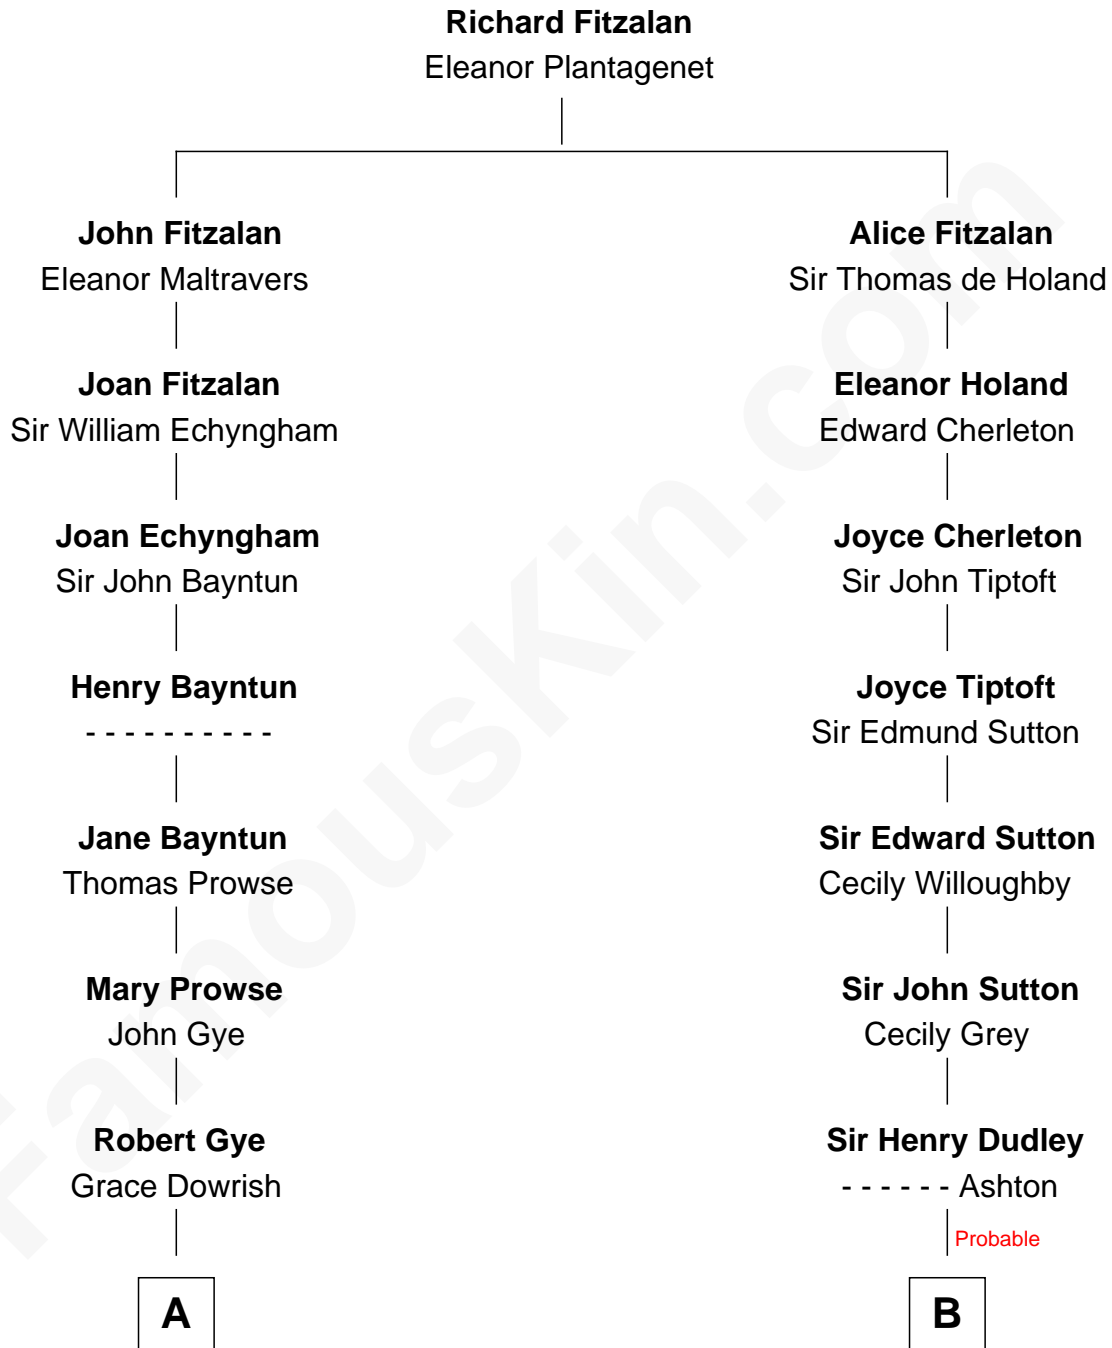 Richard Fitzalan
Eleanor Plantagenet
John Fitzalan
Eleanor Maltravers
Alice Fitzalan
Sir Thomas de Holand
Joan Fitzalan
Sir William Echyngham
Eleanor Holand
Edward Cherleton
Joan Echyngham
Sir John Bayntun
Joyce Cherleton
Sir John Tiptoft
Henry Bayntun
- - - - - - - - - -
Joyce Tiptoft
Sir Edmund Sutton
Jane Bayntun
Thomas Prowse
Sir Edward Sutton
Cecily Willoughby
Mary Prowse
John Gye
Sir John Sutton
Cecily Grey
Robert Gye
Grace Dowrish
Sir Henry Dudley
- - - - - - Ashton
Probable
A
B
FamousKin.com